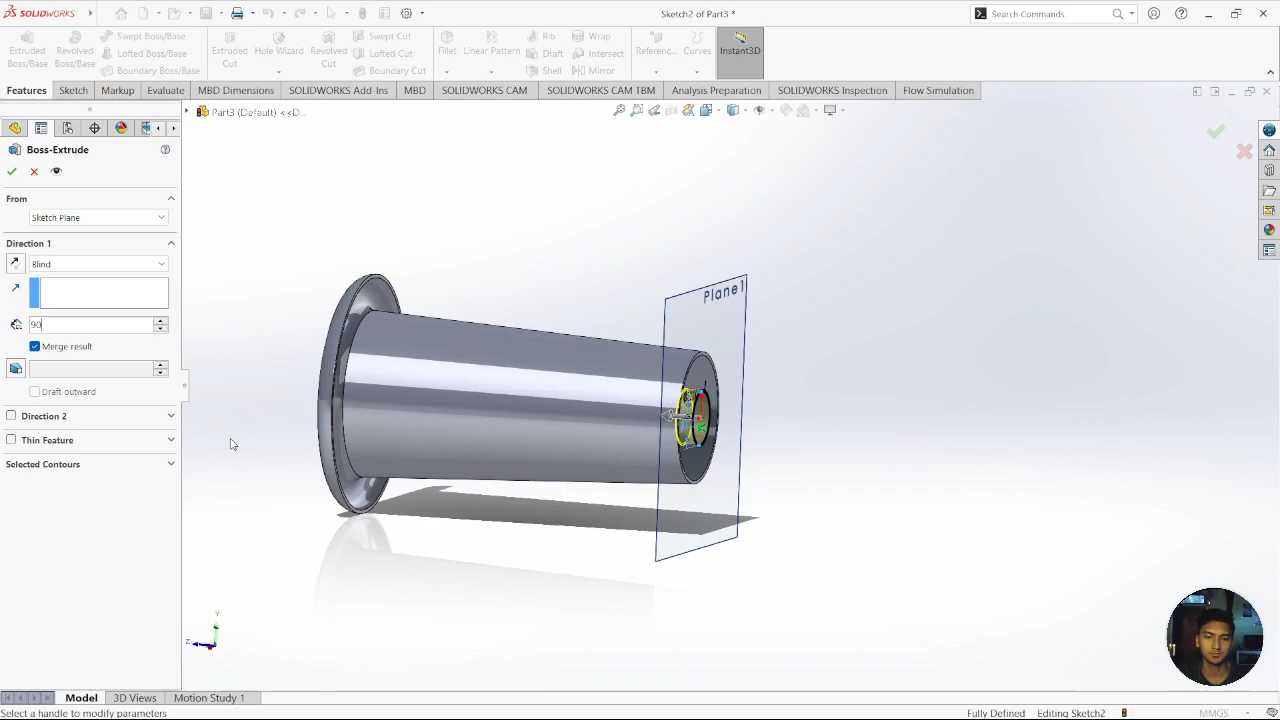 SOLIDWORKS
Sketch2 of Part3 *
Search Commands
Extruded Boss/Base
Revolved Boss/Base
Swept Boss/Base
Lofted Boss/Base
Boundary Boss/Base
Extruded Cut
Hole Wizard
Revolved Cut
Swept Cut
Lofted Cut
Boundary Cut
Fillet
Linear Pattern
Rib
Draft
Shell
Wrap
Intersect
Mirror
Referenc...
Curves
Instant3D
Features
Sketch
Markup
Evaluate
MBD Dimensions
SOLIDWORKS Add-Ins
MBD
SOLIDWORKS CAM
SOLIDWORKS CAM TBM
Analysis Preparation
SOLIDWORKS Inspection
Flow Simulation
Part3 (Default) <<D...
Boss-Extrude
From
Sketch Plane
Direction 1
Blind
90
Merge result
Draft outward
Direction 2
Thin Feature
Selected Contours
Plane1
Y
Z
Model
3D Views
Motion Study 1
Select a handle to modify parameters
Fully Defined
Editing Sketch2
MMGS